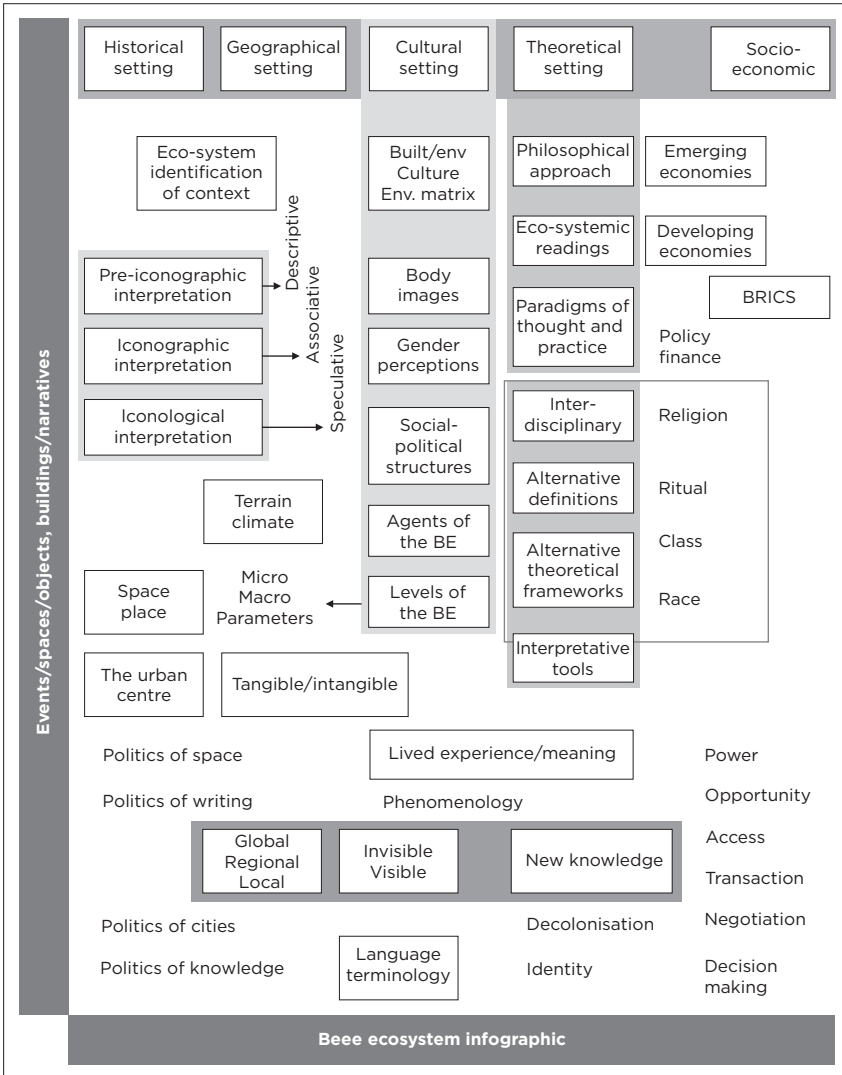 Historical
setting
Geographical
setting
Cultural
setting
Theoretical
setting
Socio-
economic
Eco-system
identification
of context
Built/env
Culture
Env. matrix
Philosophical
approach
Emerging
economies
Descriptive
Eco-systemic
readings
Developing
economies
Pre-iconographic
interpretation
Body
images
BRICS
Associative
Paradigms of
thought and
practice
Iconographic
interpretation
Gender
perceptions
Policy
finance
Speculative
Iconological
interpretation
Social-
political
structures
Inter-
disciplinary
Religion
Terrain
climate
Alternative
definitions
Ritual
Agents of
the BE
Alternative
theoretical
frameworks
Class
Space
place
Micro
Macro
Parameters
Levels of
the BE
Race
The urban
centre
Tangible/intangible
Interpretative
tools
Politics of space
Lived experience/meaning
Power
Politics of writing
Phenomenology
Opportunity
Global
Regional
Local
Invisible
Visible
New knowledge
Access
Transaction
Politics of cities
Decolonisation
Negotiation
Politics of knowledge
Language
terminology
Identity
Decision
making
Events/spaces/objects, buildings/narratives
Beee ecosystem infographic